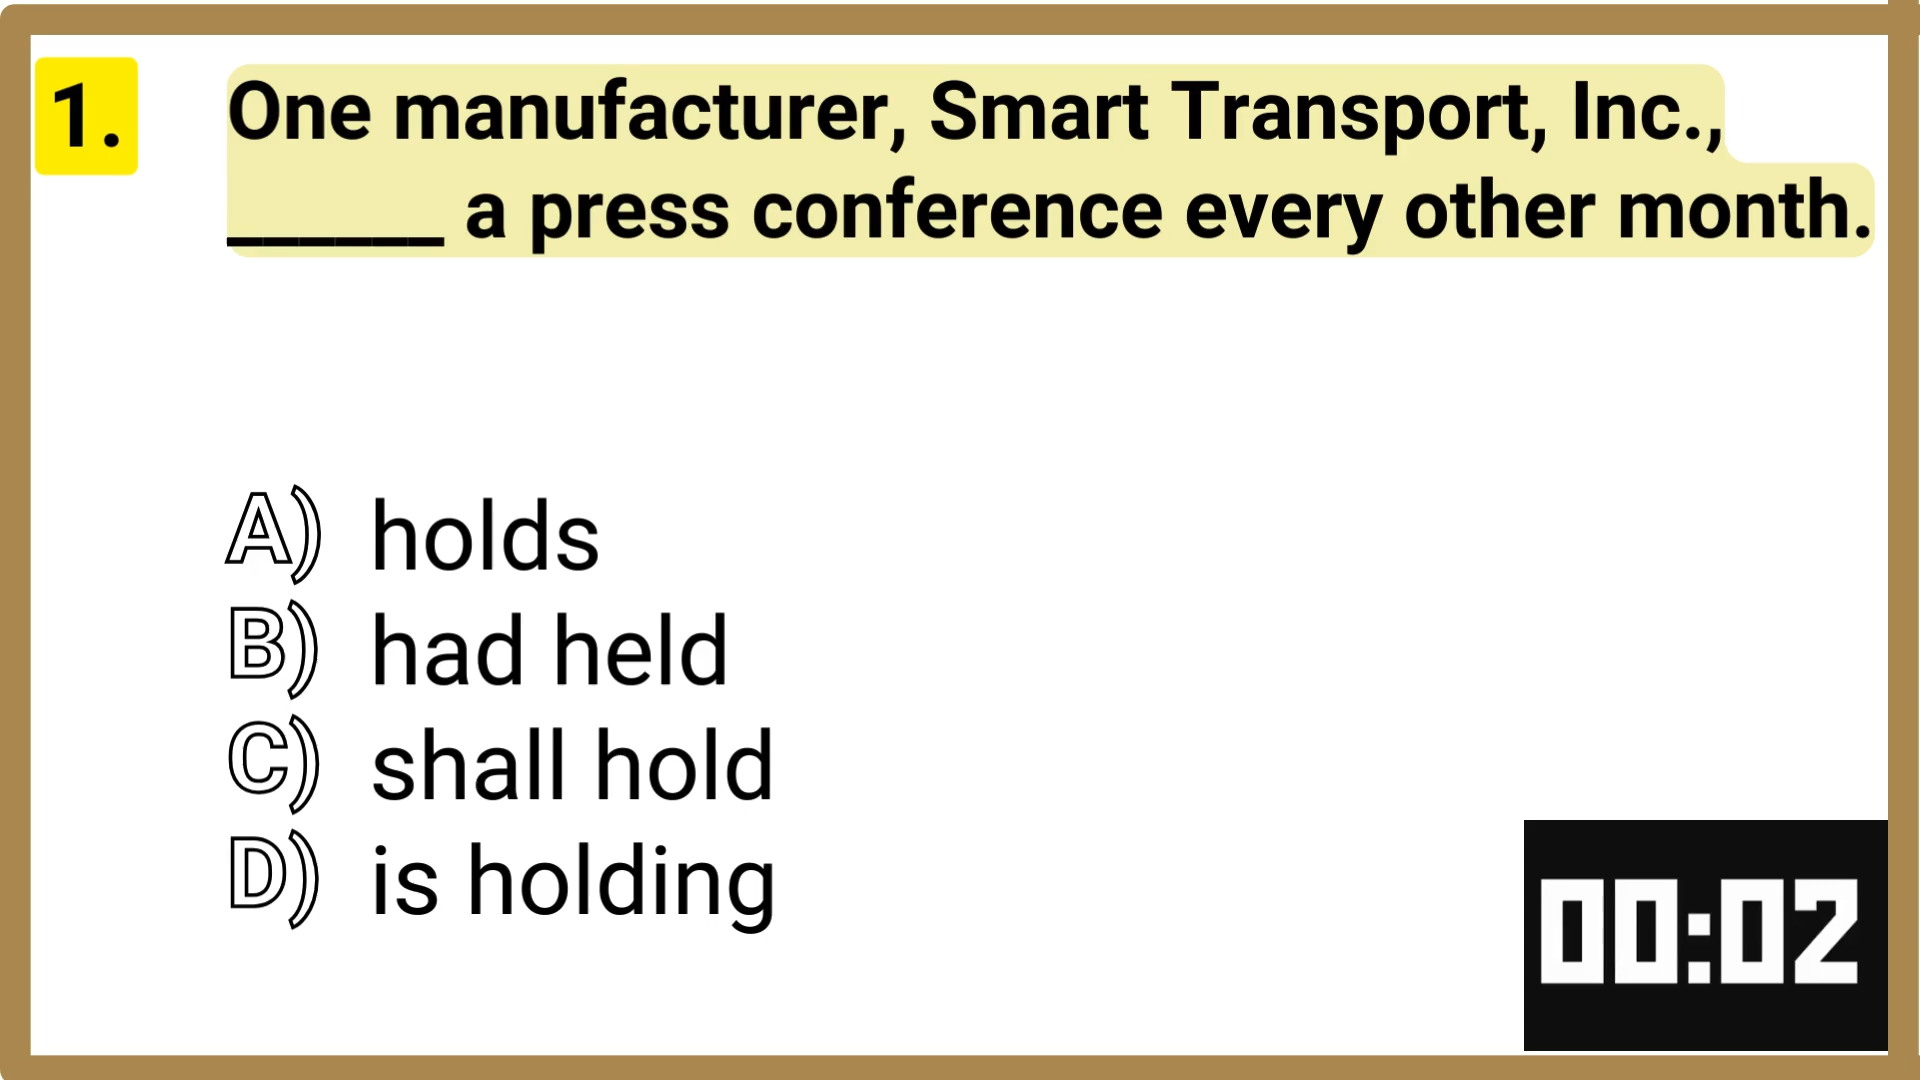 1.
One manufacturer, Smart Transport, Inc.,
______ a press conference every other month.
A) holds
B) had held
C) shall hold
D) is holding
00:02